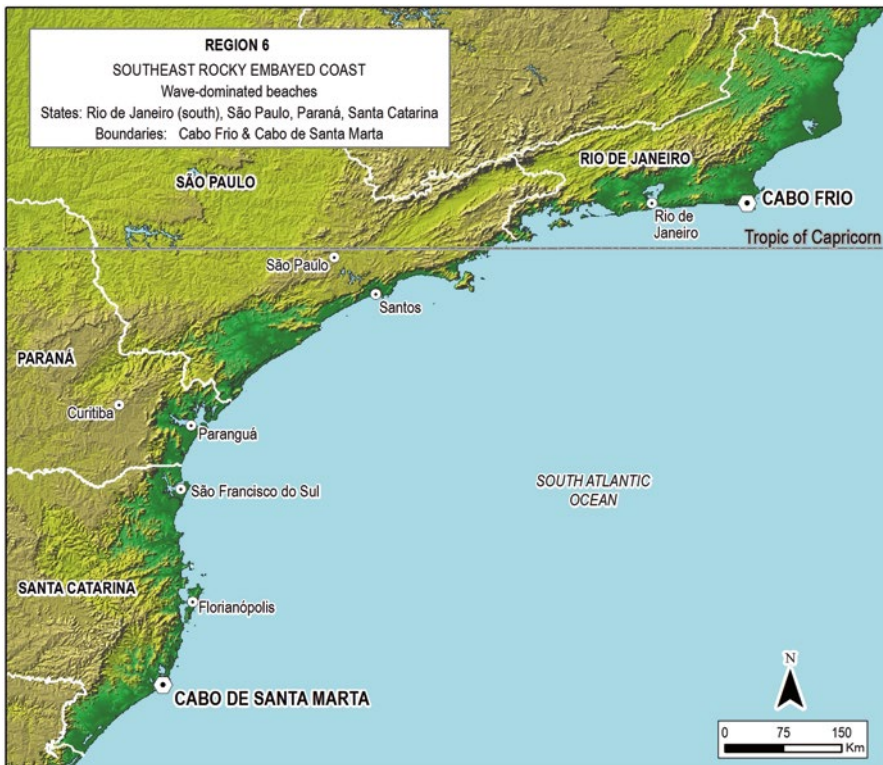 REGION 6
SOUTHEAST ROCKY EMBAYED COAST
Wave-dominated beaches
States: Rio de Janeiro (south), São Paulo, Paraná, Santa Catarina
Boundaries: Cabo Frio & Cabo de Santa Marta
RIO DE JANEIRO
SÃO PAULO
CABO FRIO
Rio de
Janeiro
Tropic of Capricorn
São Paulo
Santos
PARANÁ
Curitiba
Paranguá
São Francisco do Sul
SOUTH ATLANTIC
OCEAN
SANTA CATARINA
Florianópolis
CABO DE SANTA MARTA
N
0 75 150
Km